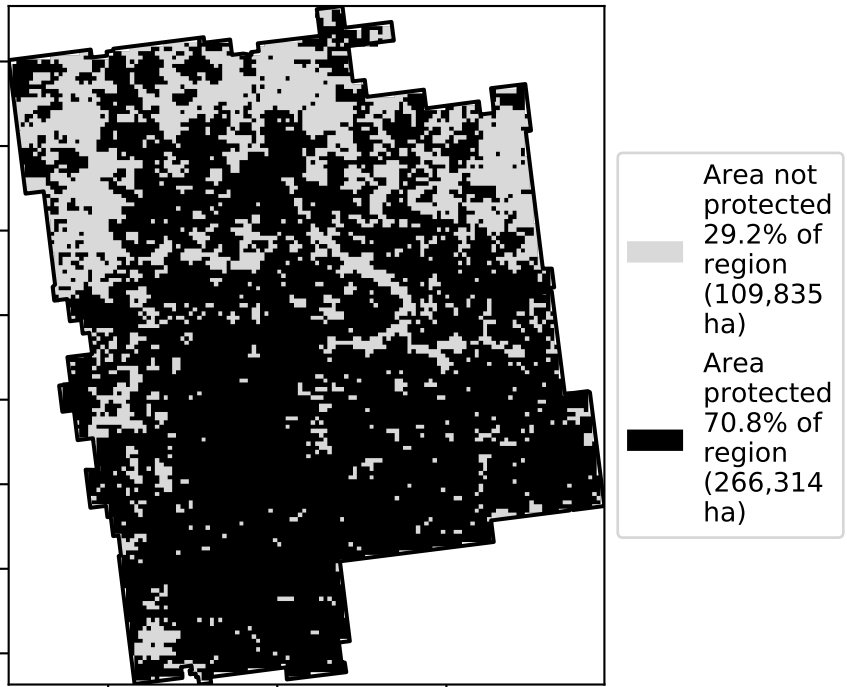 Area not
protected
29.2% of
region
(109,835
ha)
Area
protected
70.8% of
region
(266,314
ha)